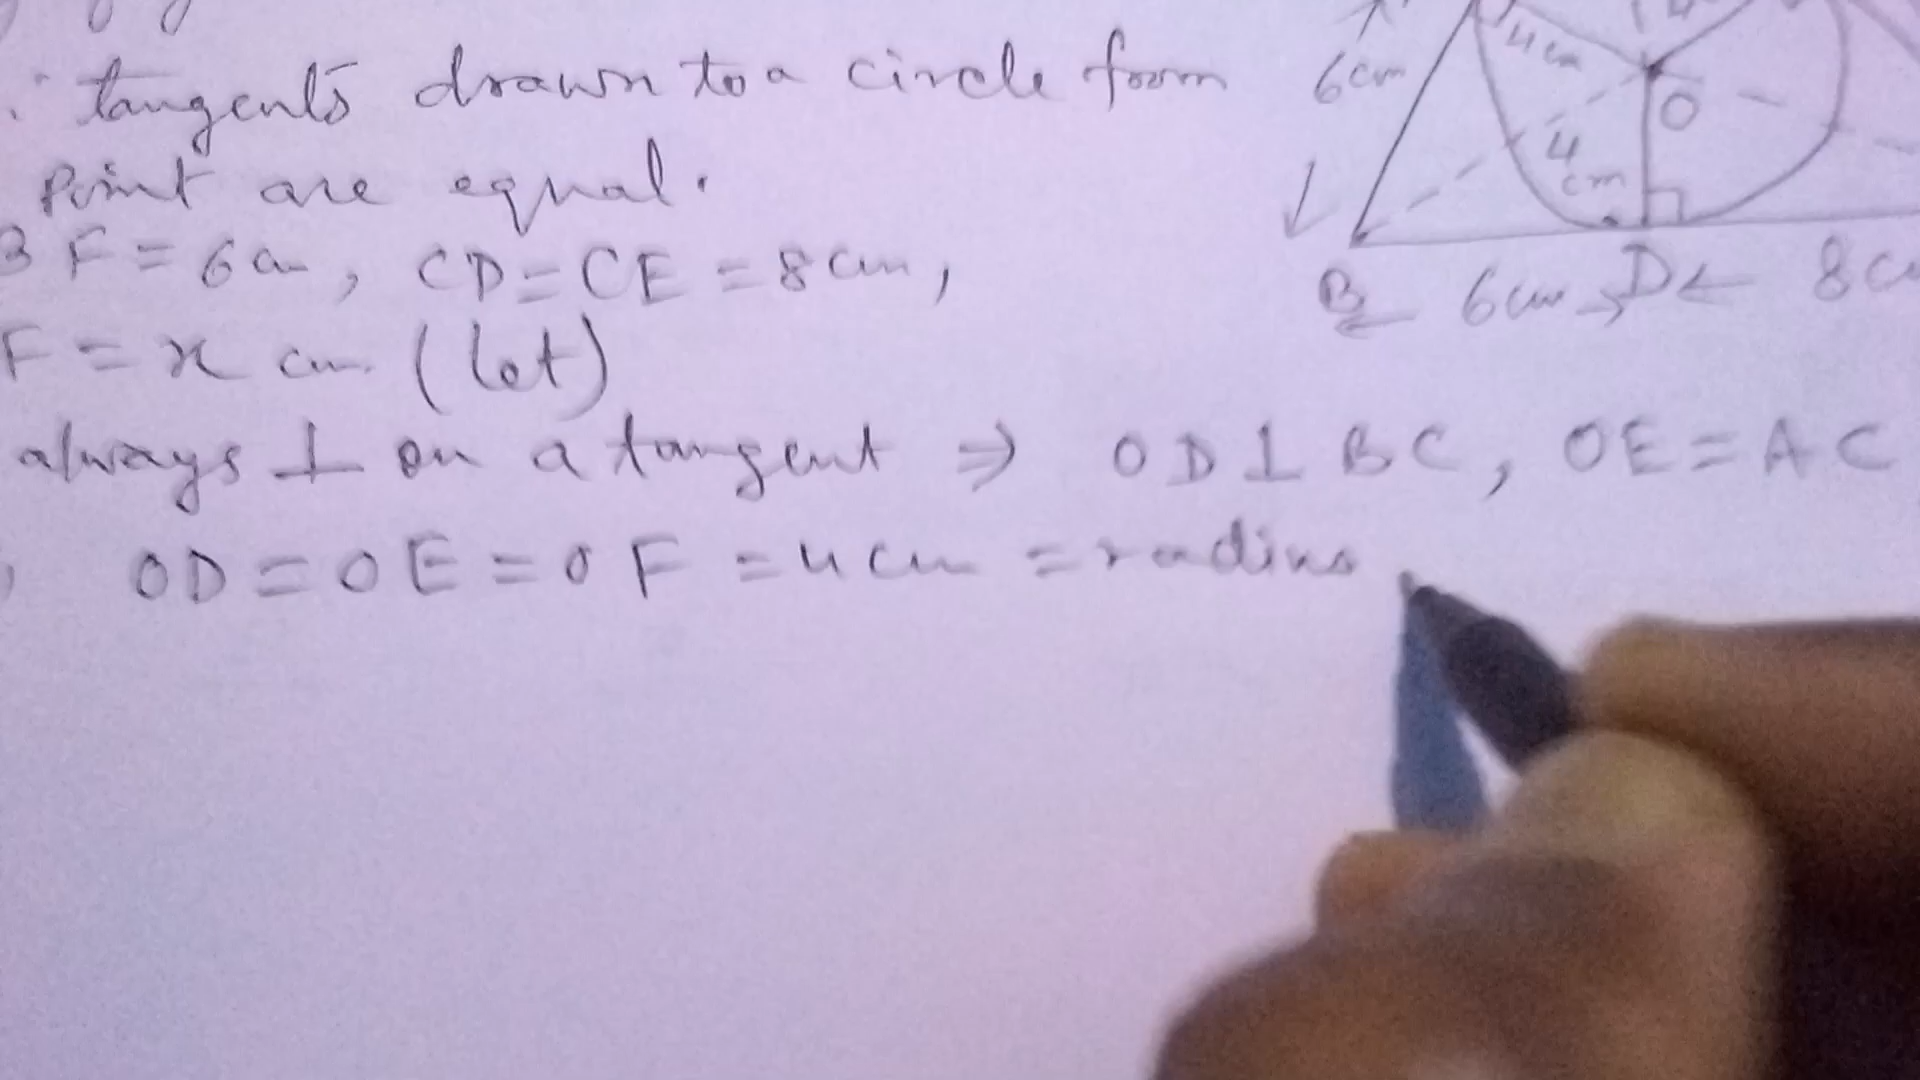 tangents drawn to a circle from
Point are equal.
BF = 6cm, CD = CE = 8cm,
F = x cm (let)
always ⊥ on a tangent ⇒ OD ⊥ BC, OE = AC
OD = OE = OF = 4cm = radius
6cm
4cm
O
4
cm
B 6cm D 8c